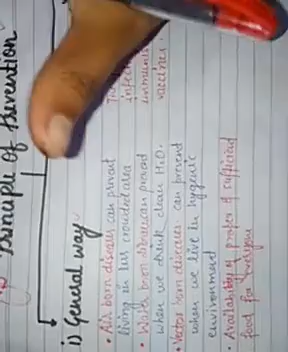 Principle of Prevention
i) General way
• Air born diseases can prevent
living in less crowded area
• Water born diseases can prevent
when we drink clean H2O.
• Vector born diseases can prevent
when we live in hygenic
environment
• Availability of proper & sufficient
food for everyone
vaccines.